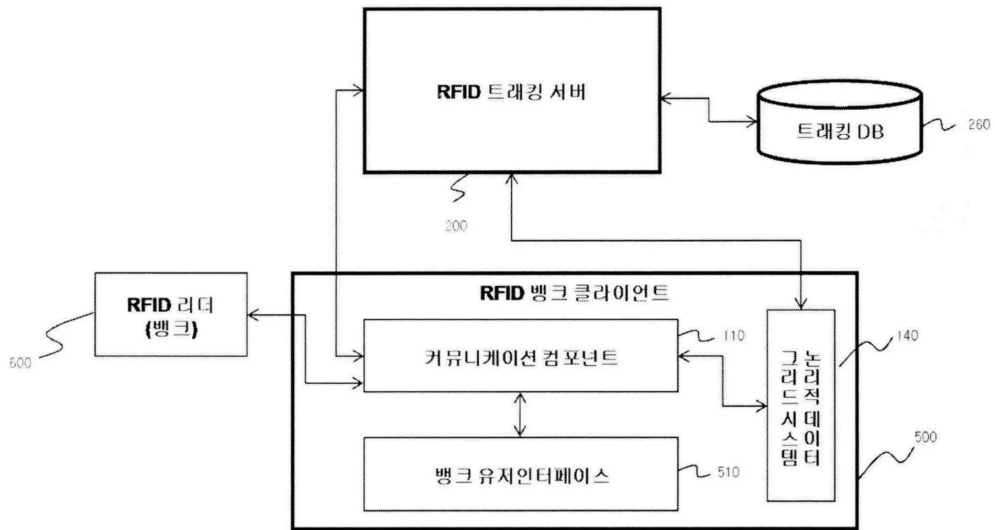 RFID 트래킹 서버
트래킹 DB
260
200
RFID 리더
(뱅크)
600
RFID 뱅크 클라이언트
커뮤니케이션 컴포넌트
110
논리적 데이터
그리드 시스템
140
500
뱅크 유저인터페이스
510